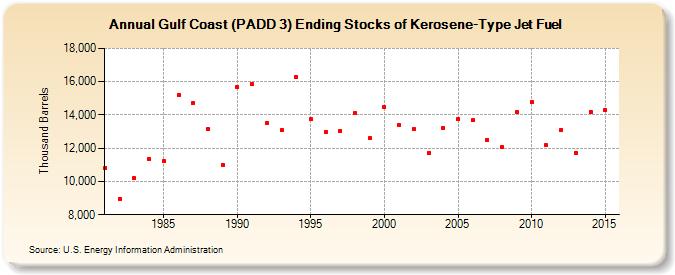 Annual Gulf Coast (PADD 3) Ending Stocks of Kerosene-Type Jet Fuel
Thousand Barrels
18,000
16,000
14,000
12,000
10,000
8,000
1985 1990 1995 2000 2005 2010 2015
Source: U.S. Energy Information Administration